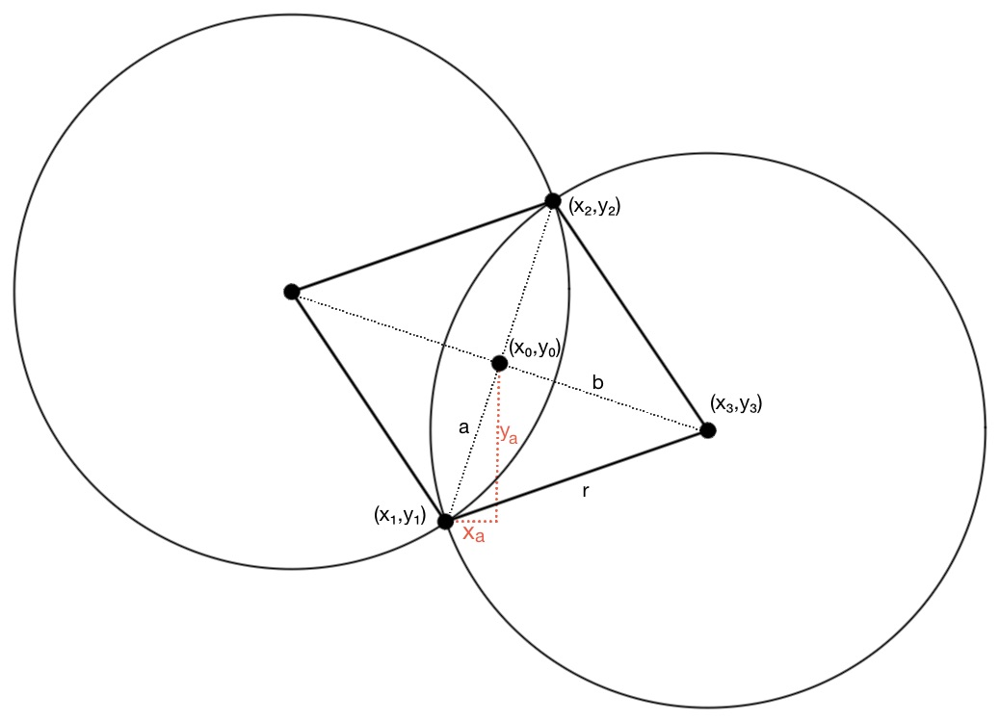 (x₂,y₂)
(x₀,y₀)
b
(x₃,y₃)
a
yₐ
r
(x₁,y₁)
xₐ